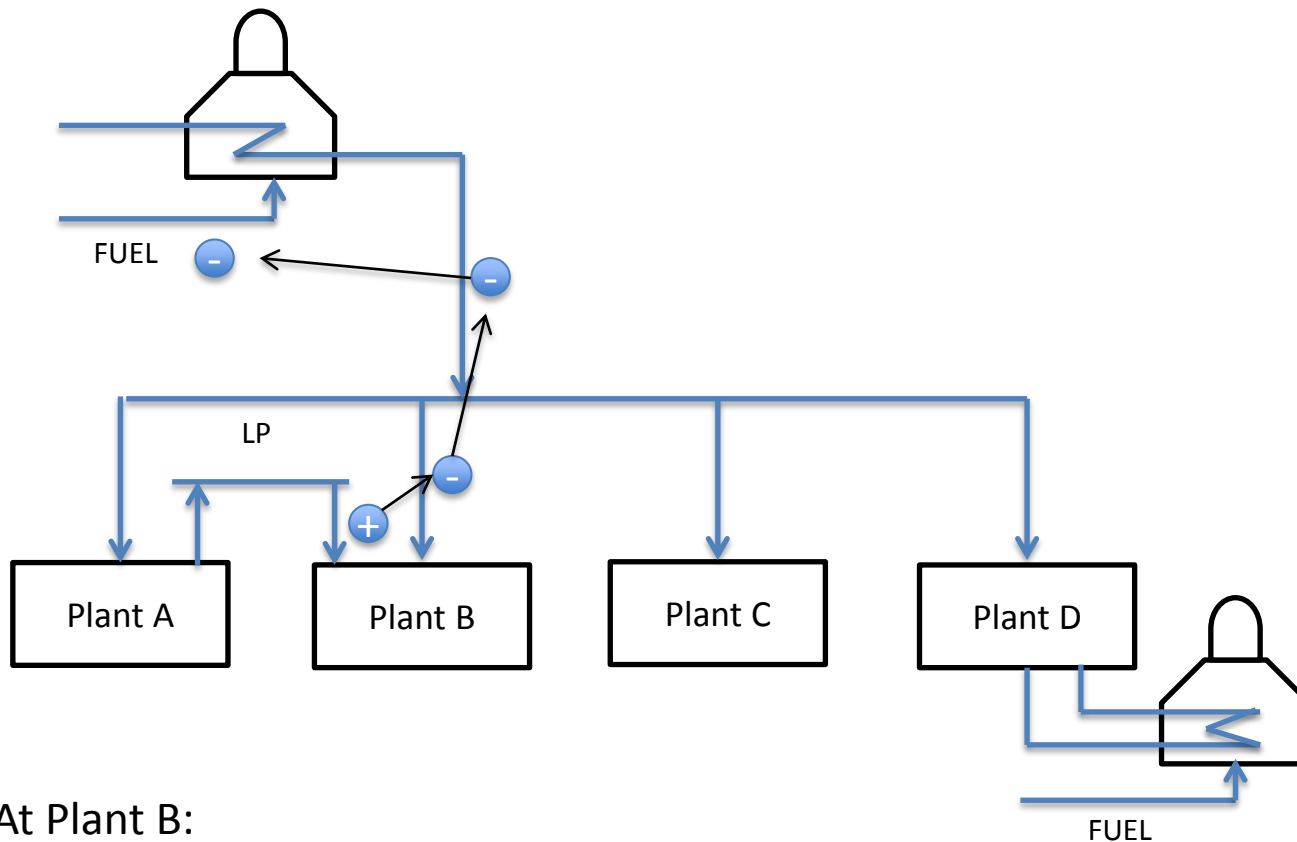 FUEL
-
-
LP
-
+
Plant A
Plant B
Plant C
Plant D
At Plant B:
FUEL